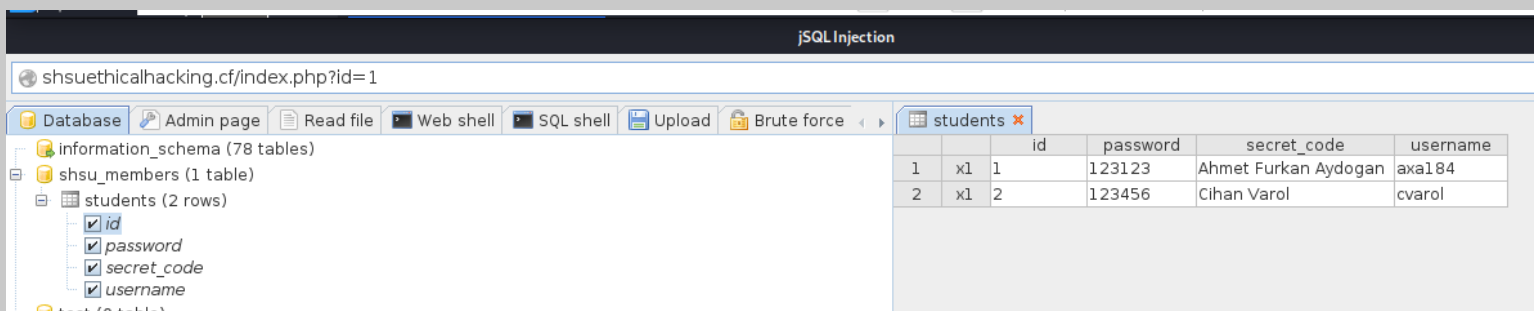 jSQL Injection
shsuethicalhacking.cf/index.php?id=1
Database Admin page Read file Web shell SQL shell Upload Brute force
students
information_schema (78 tables)
shsu_members (1 table)
students (2 rows)
id
password
secret_code
username
id password secret_code username
1 x1 1 123123 Ahmet Furkan Aydogan axa184
2 x1 2 123456 Cihan Varol cvarol